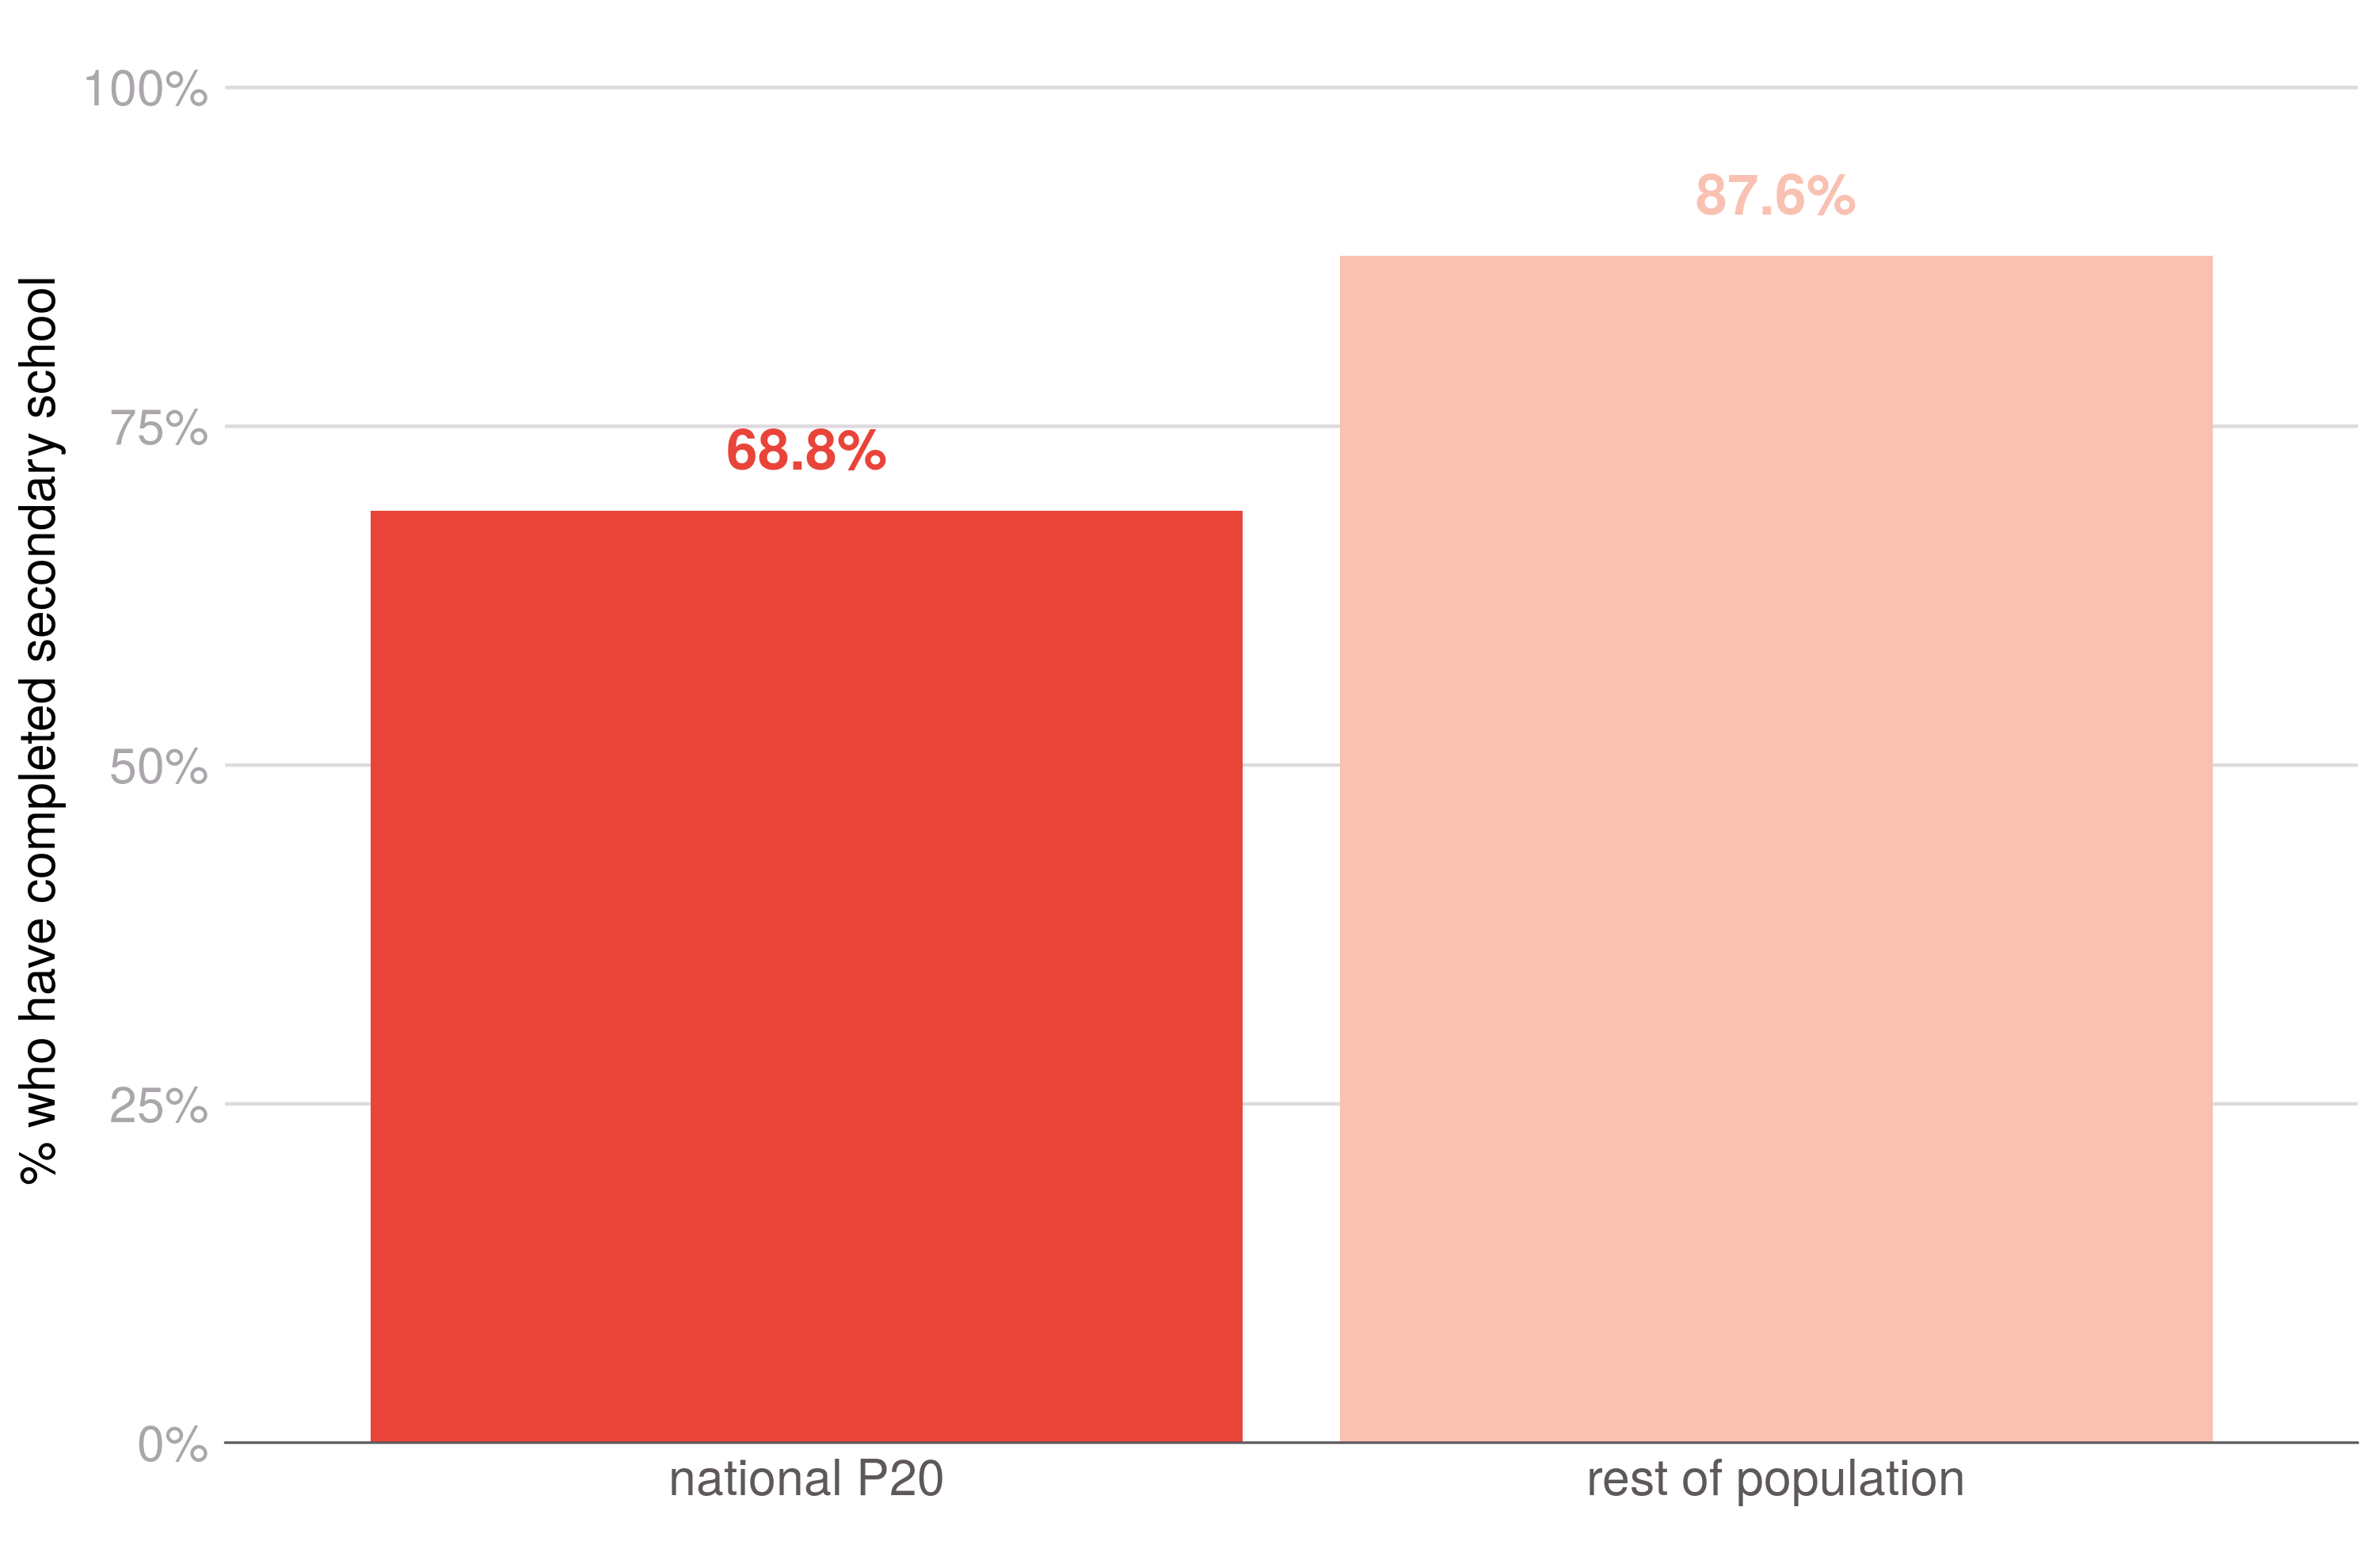 % who have completed secondary school
100%
75%
50%
25%
0%
68.8%
87.6%
national P20
rest of population